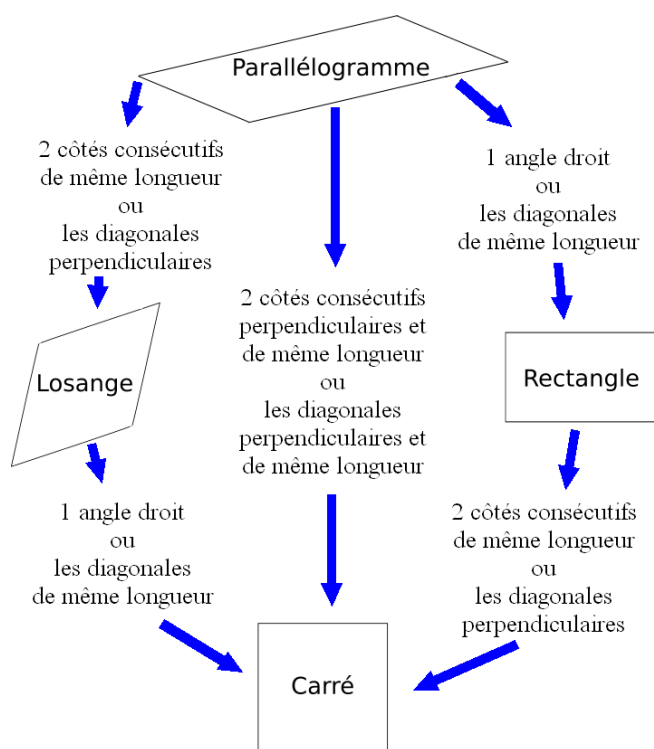 Parallélogramme
2 côtés consécutifs
de même longueur
ou
les diagonales
perpendiculaires
1 angle droit
ou
les diagonales
de même longueur
2 côtés consécutifs
perpendiculaires et
de même longueur
ou
les diagonales
perpendiculaires et
de même longueur
Losange
Rectangle
1 angle droit
ou
les diagonales
de même longueur
2 côtés consécutifs
de même longueur
ou
les diagonales
perpendiculaires
Carré